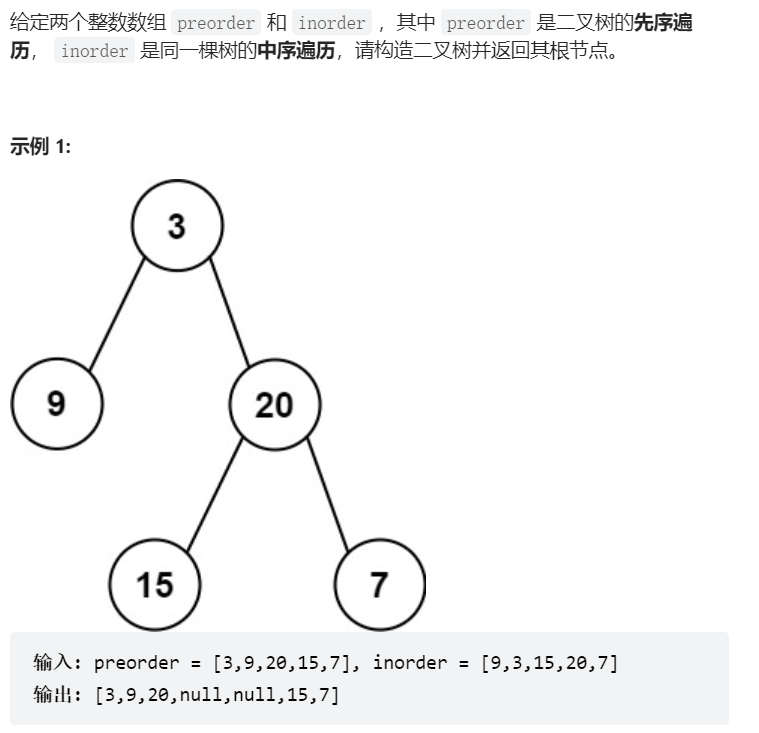 给定两个整数数组 preorder 和 inorder ，其中 preorder 是二叉树的先序遍
历， inorder 是同一棵树的中序遍历，请构造二叉树并返回其根节点。
示例 1:
3
9
20
15
7
输入: preorder = [3,9,20,15,7], inorder = [9,3,15,20,7]
输出: [3,9,20,null,null,15,7]